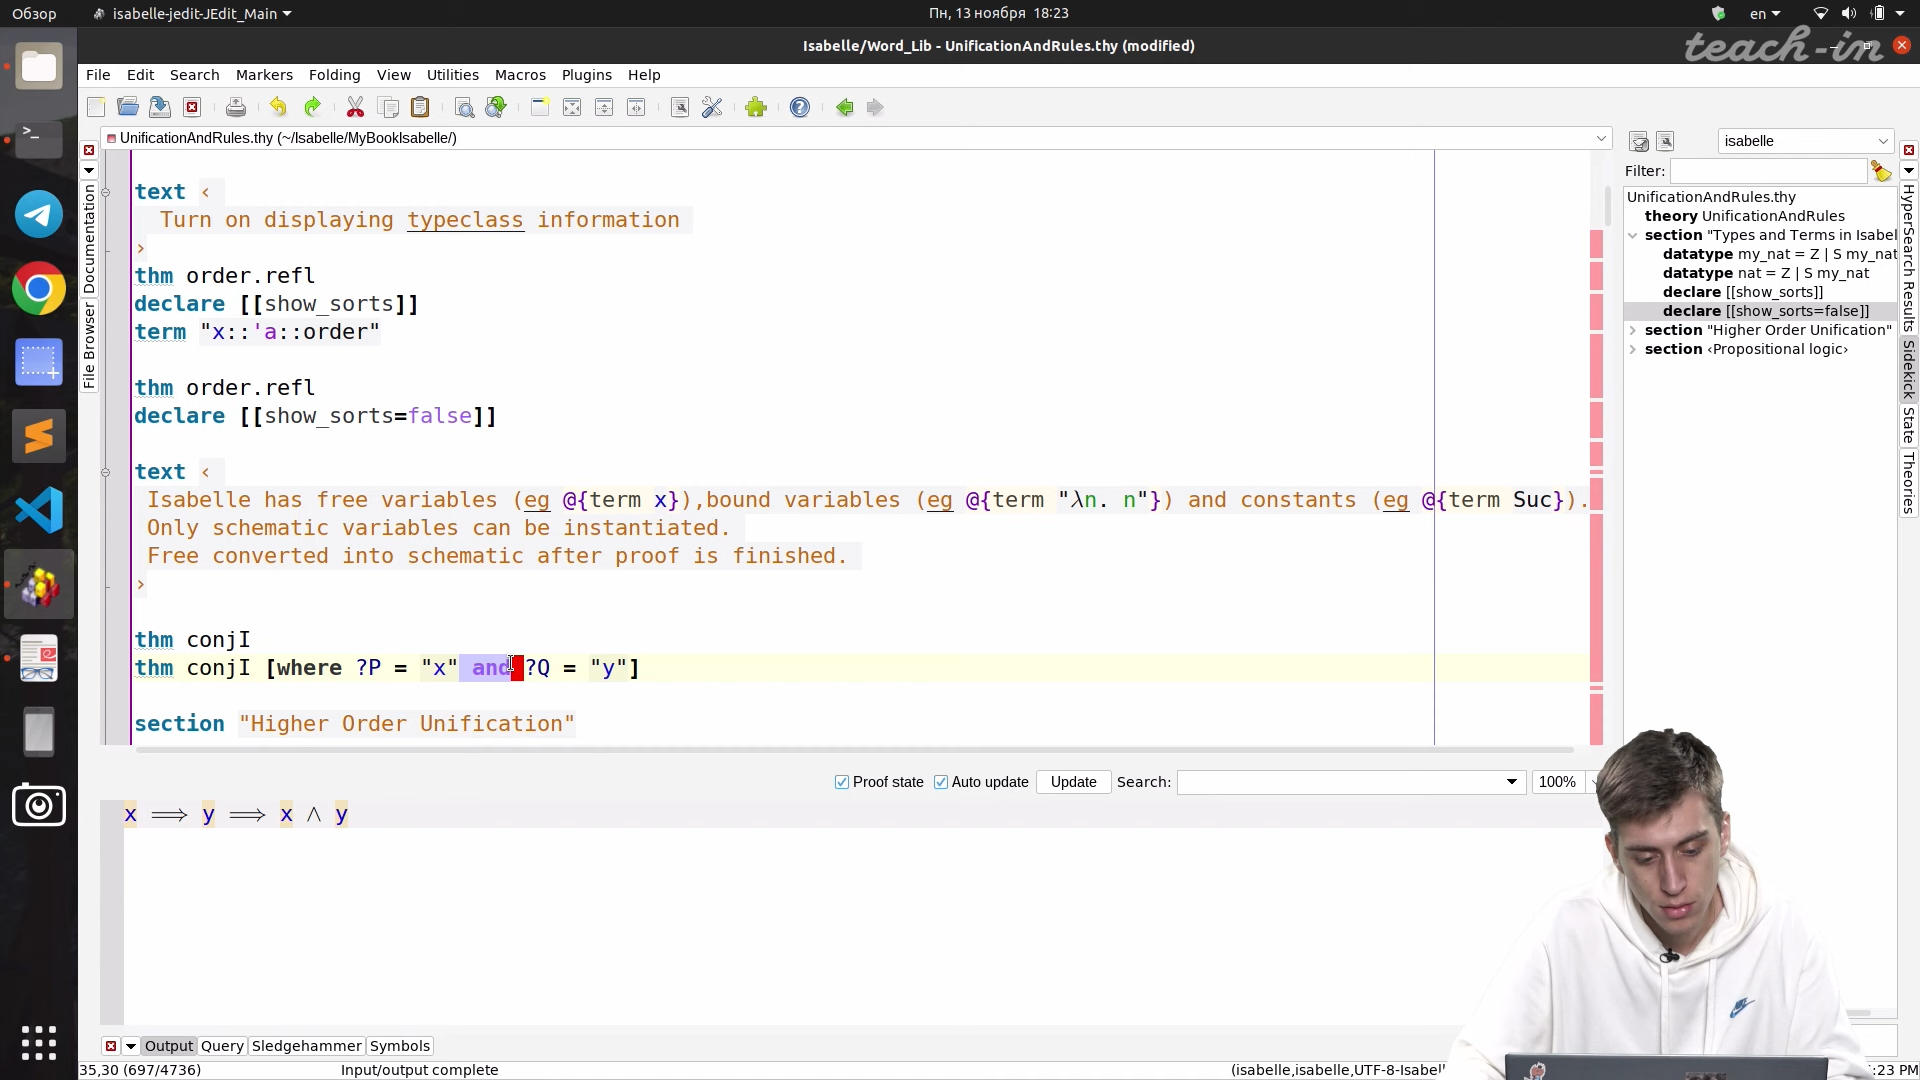 Обзор
isabelle-jedit-JEdit_Main
Пн, 13 ноября 18:23
en
teach-in
Isabelle/Word_Lib - UnificationAndRules.thy (modified)
File Edit Search Markers Folding View Utilities Macros Plugins Help
UnificationAndRules.thy (~/Isabelle/MyBookIsabelle/)
isabelle
Filter:
Documentation
File Browser
text ‹
Turn on displaying typeclass information
›
thm order.refl
declare [[show_sorts]]
term "x::'a::order"
thm order.refl
declare [[show_sorts=false]]
text ‹
Isabelle has free variables (eg @{term x}),bound variables (eg @{term "λn. n"}) and constants (eg @{term Suc}).
Only schematic variables can be instantiated.
Free converted into schematic after proof is finished.
›
thm conjI
thm conjI [where ?P = "x" and ?Q = "y"]
section "Higher Order Unification"
UnificationAndRules.thy
theory UnificationAndRules
section "Types and Terms in Isabel
datatype my_nat = Z | S my_nat
datatype nat = Z | S my_nat
declare [[show_sorts]]
declare [[show_sorts=false]]
section "Higher Order Unification"
section ‹Propositional logic›
HyperSearch Results
Sidekick
State
Theories
Proof state
Auto update
Update
Search:
100%
x ⟹ y ⟹ x ∧ y
Output Query Sledgehammer Symbols
35,30 (697/4736)
Input/output complete
(isabelle,isabelle,UTF-8-Isabell
:23 PM